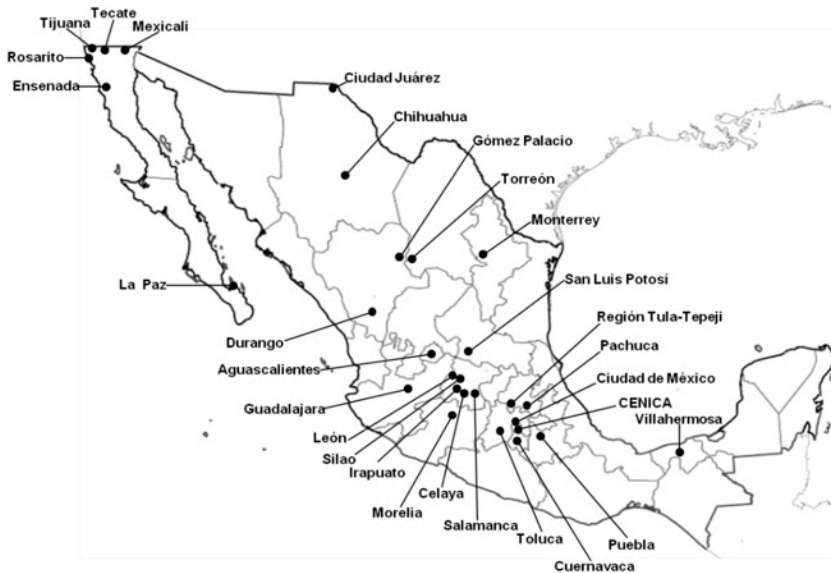 Tecate
Tijuana
Mexicali
Rosarito
Ensenada
Ciudad Juárez
Chihuahua
Gómez Palacio
Torreón
Monterrey
La Paz
San Luis Potosí
Región Tula-Tepeji
Durango
Pachuca
Aguascalientes
Ciudad de México
CENICA
Guadalajara
Villahermosa
León
Silao
Irapuato
Celaya
Morelia
Salamanca
Toluca
Puebla
Cuernavaca